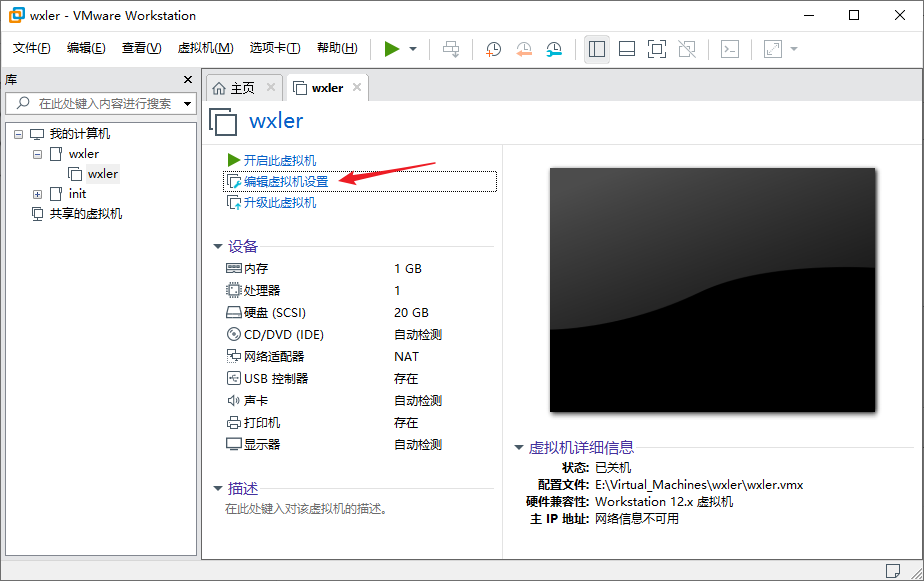 wxler - VMware Workstation
文件(F) 编辑(E) 查看(V) 虚拟机(M) 选项卡(T) 帮助(H)
库
在此处键入内容进行搜索
我的计算机
wxler
wxler
init
共享的虚拟机
主页 wxler
wxler
开启此虚拟机
编辑虚拟机设置
升级此虚拟机
设备
内存 1 GB
处理器 1
硬盘 (SCSI) 20 GB
CD/DVD (IDE) 自动检测
网络适配器 NAT
USB 控制器 存在
声卡 自动检测
打印机 存在
显示器 自动检测
描述
在此处键入对该虚拟机的描述。
虚拟机详细信息
状态: 已关机
配置文件: E:\Virtual_Machines\wxler\wxler.vmx
硬件兼容性: Workstation 12.x 虚拟机
主 IP 地址: 网络信息不可用